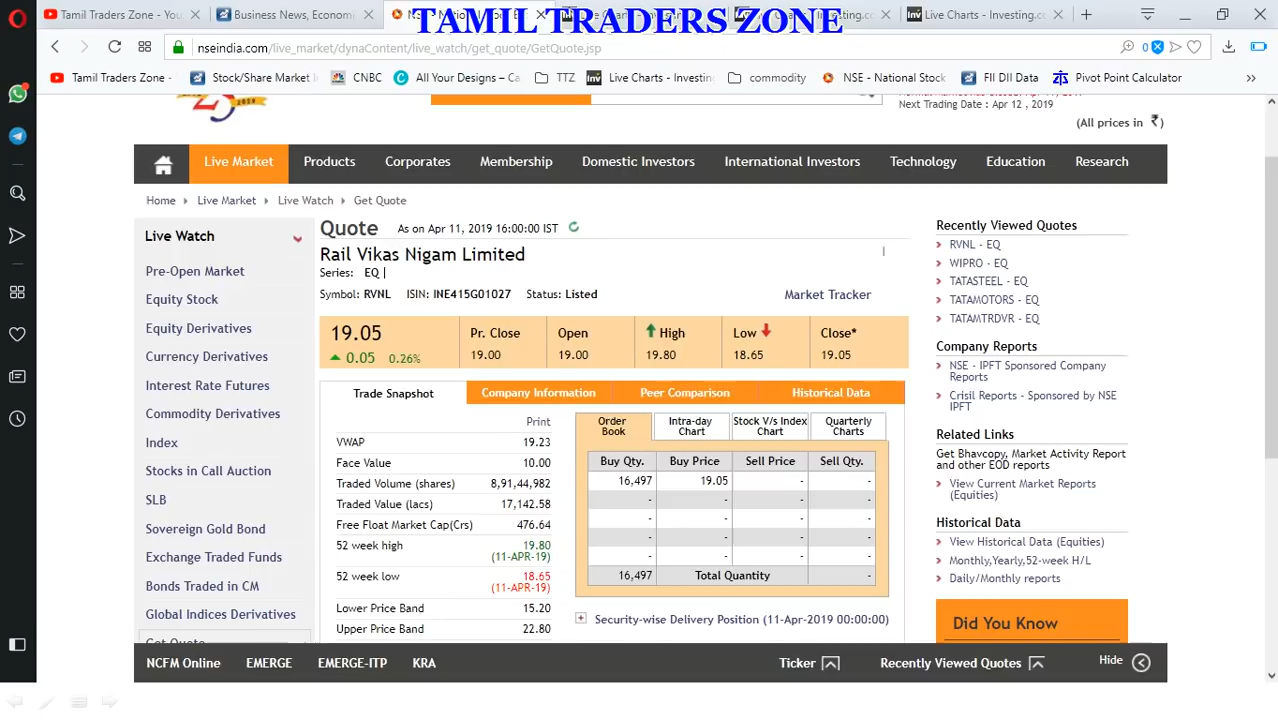 TAMIL TRADERS ZONE
Tamil Traders Zone - You
Business News, Economi
Live Charts - Investing.co
nseindia.com/live_market/dynaContent/live_watch/get_quote/GetQuote.jsp
0
Tamil Traders Zone -
Stock/Share Market
CNBC
All Your Designs – Ca
TTZ
Live Charts - Investing
commodity
NSE - National Stock
FII DII Data
Pivot Point Calculator
2019
Next Trading Date : Apr 12 , 2019
(All prices in ₹)
Live Market
Products
Corporates
Membership
Domestic Investors
International Investors
Technology
Education
Research
Home
Live Market
Live Watch
Get Quote
Live Watch
Pre-Open Market
Equity Stock
Equity Derivatives
Currency Derivatives
Interest Rate Futures
Commodity Derivatives
Index
Stocks in Call Auction
SLB
Sovereign Gold Bond
Exchange Traded Funds
Bonds Traded in CM
Global Indices Derivatives
Get Quote
Quote As on Apr 11, 2019 16:00:00 IST
Rail Vikas Nigam Limited
Series: EQ |
Symbol: RVNL ISIN: INE415G01027 Status: Listed
Market Tracker
19.05
0.05 0.26%
Pr. Close
19.00
Open
19.00
High
19.80
Low
18.65
Close*
19.05
Trade Snapshot
Company Information
Peer Comparison
Historical Data
Print
VWAP 19.23
Face Value 10.00
Traded Volume (shares) 8,91,44,982
Traded Value (lacs) 17,142.58
Free Float Market Cap(Crs) 476.64
52 week high 19.80
(11-APR-19)
52 week low 18.65
(11-APR-19)
Lower Price Band 15.20
Upper Price Band 22.80
Order
Book
Intra-day
Chart
Stock V/s Index
Chart
Quarterly
Charts
Buy Qty. Buy Price Sell Price Sell Qty.
16,497 19.05 - -
- - - -
- - - -
- - - -
- - - -
16,497 Total Quantity -
Security-wise Delivery Position (11-Apr-2019 00:00:00)
Recently Viewed Quotes
RVNL - EQ
WIPRO - EQ
TATASTEEL - EQ
TATAMOTORS - EQ
TATAMTRDVR - EQ
Company Reports
NSE - IPFT Sponsored Company
Reports
Crisil Reports - Sponsored by NSE
IPFT
Related Links
Get Bhavcopy, Market Activity Report
and other EOD reports
View Current Market Reports
(Equities)
Historical Data
View Historical Data (Equities)
Monthly,Yearly,52-week H/L
Daily/Monthly reports
Did You Know
NCFM Online
EMERGE
EMERGE-ITP
KRA
Ticker
Recently Viewed Quotes
Hide